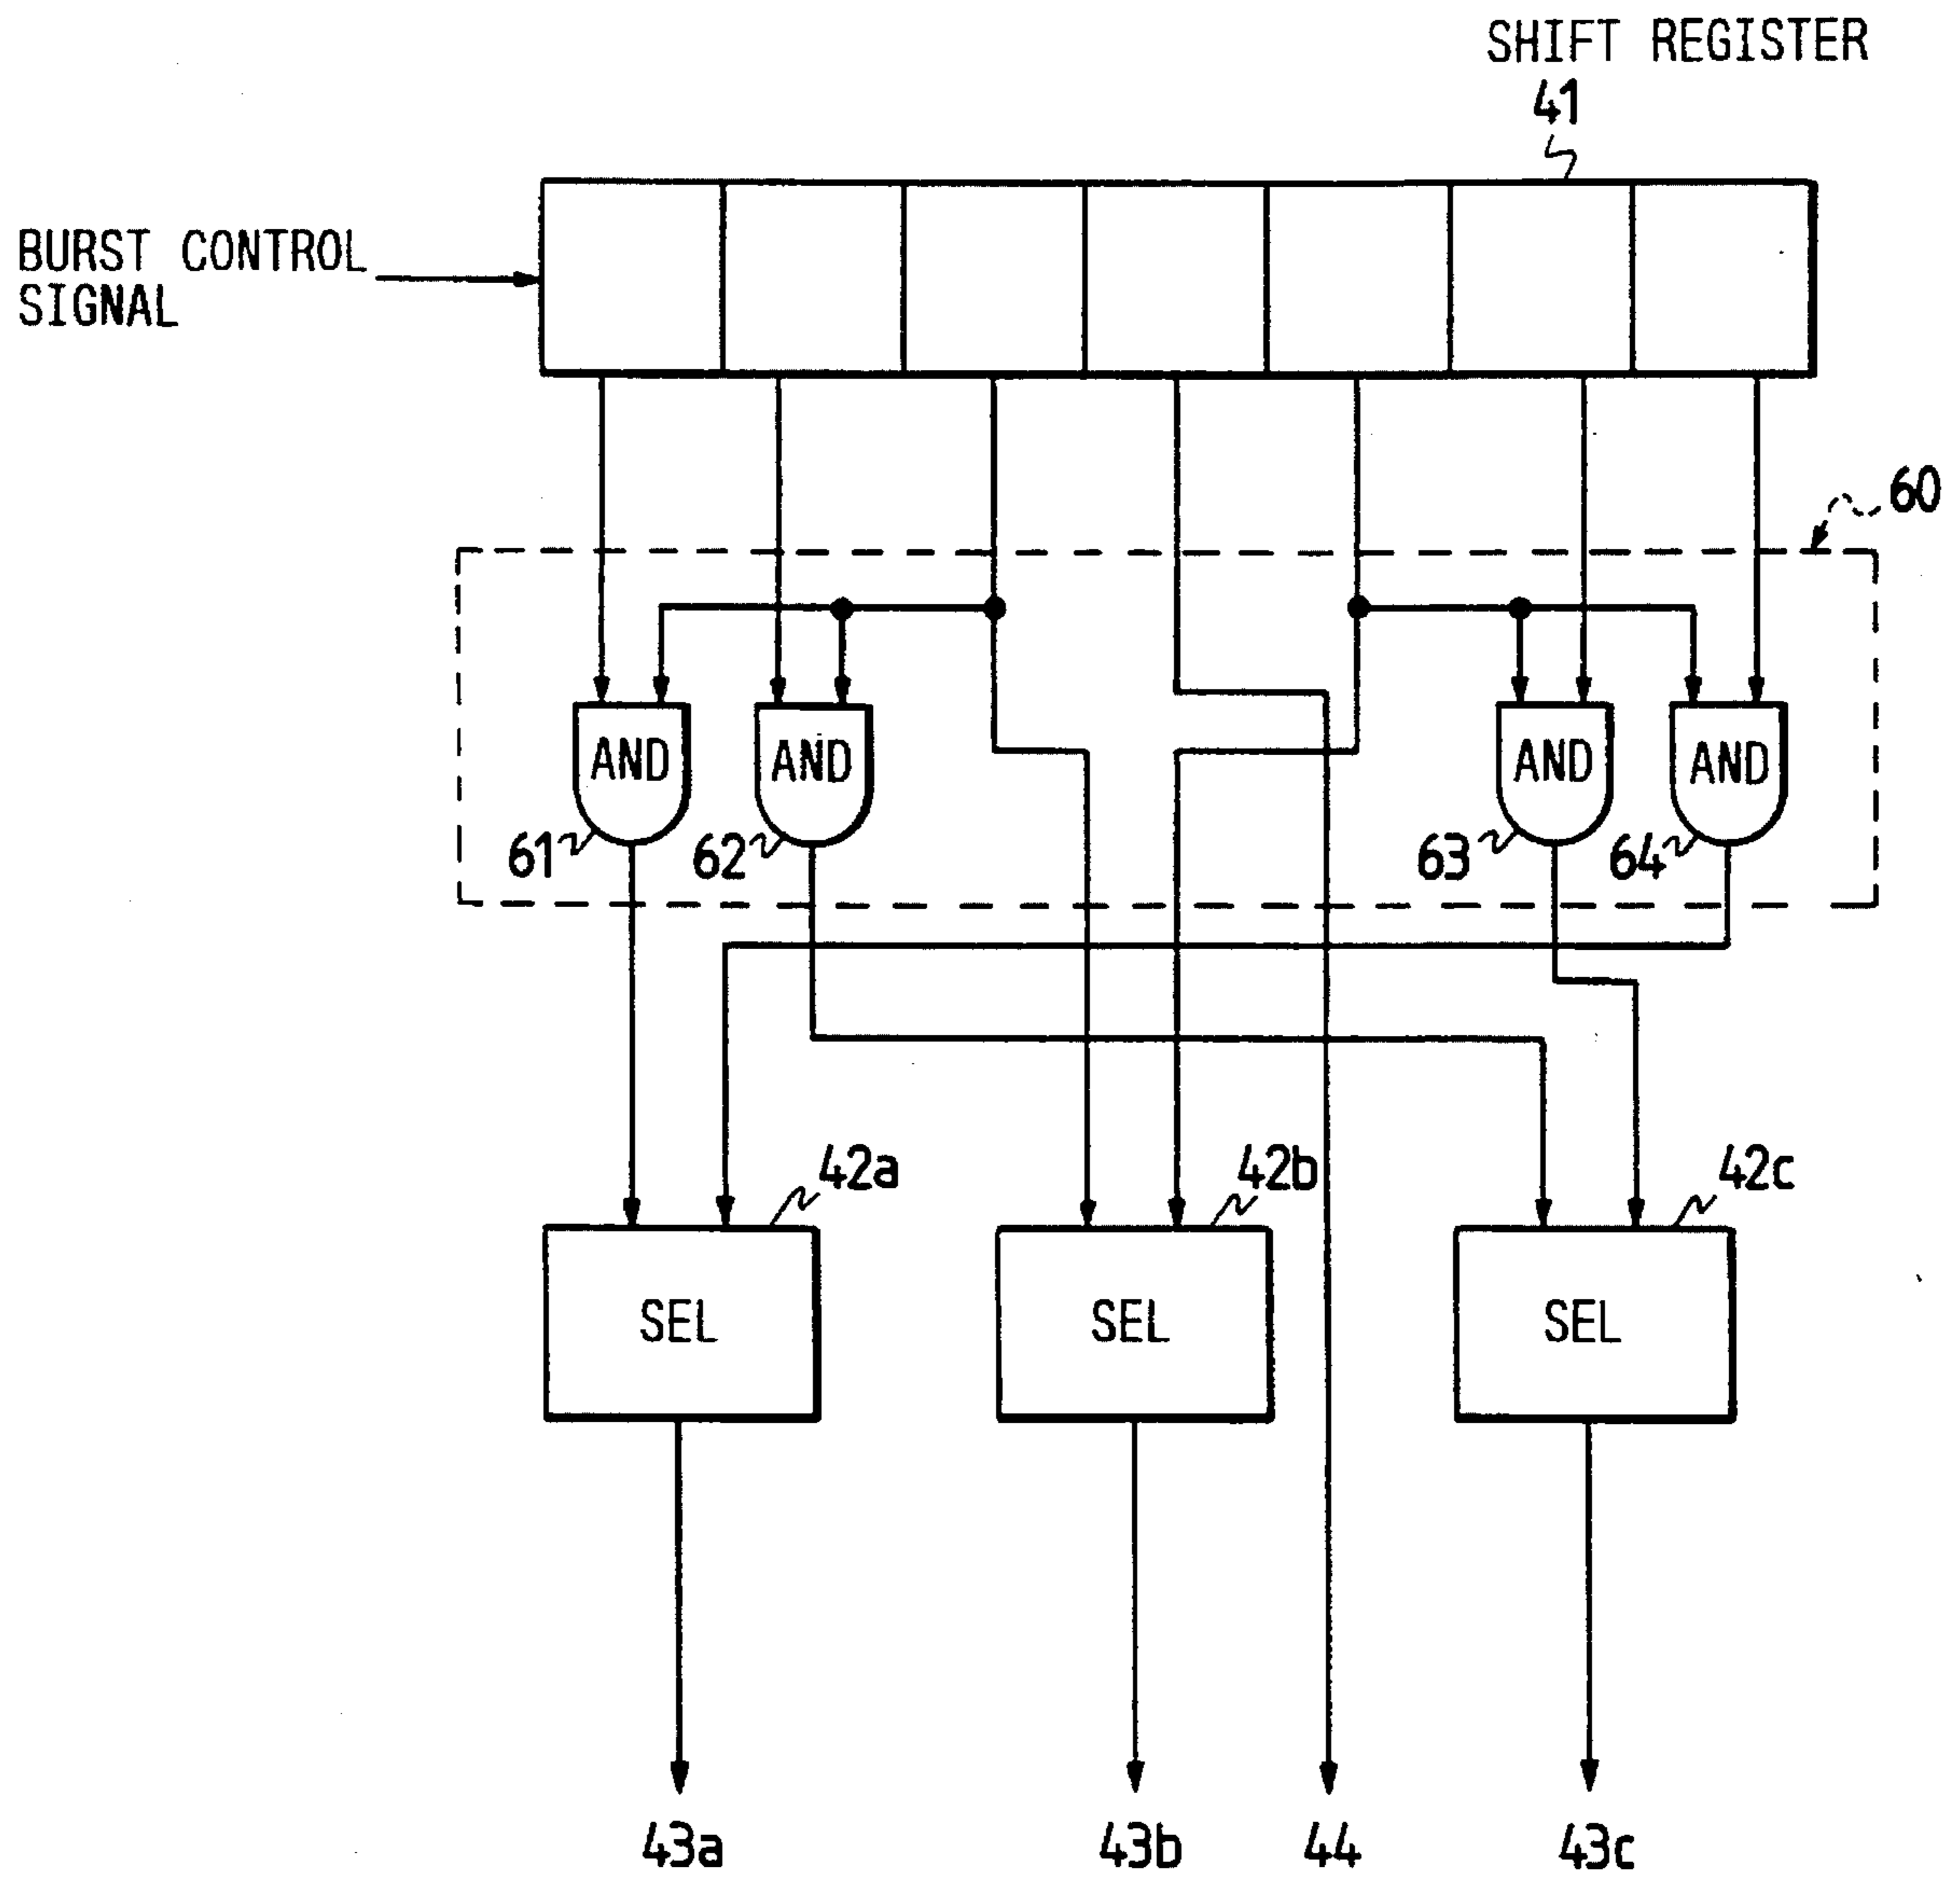 SHIFT REGISTER
41
BURST CONTROL
SIGNAL
60
AND
AND
AND
AND
61
62
63
64
42a
42b
42c
SEL
SEL
SEL
43a
43b
44
43c